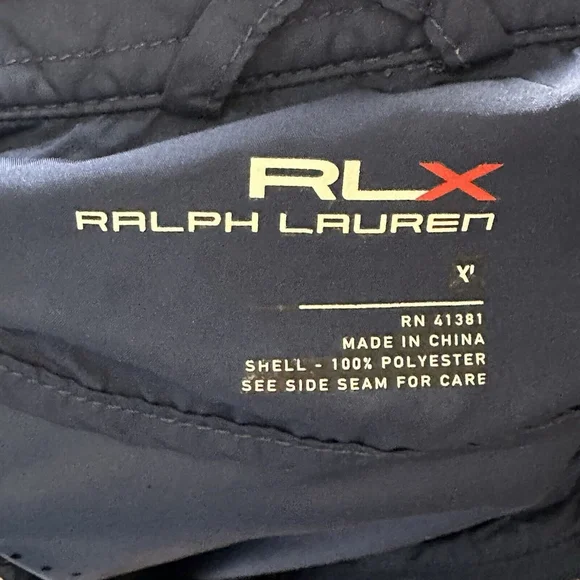 RLX
RALPH LAUREN
RN 41381
MADE IN CHINA
SHELL - 100% POLYESTER
SEE SIDE SEAM FOR CARE